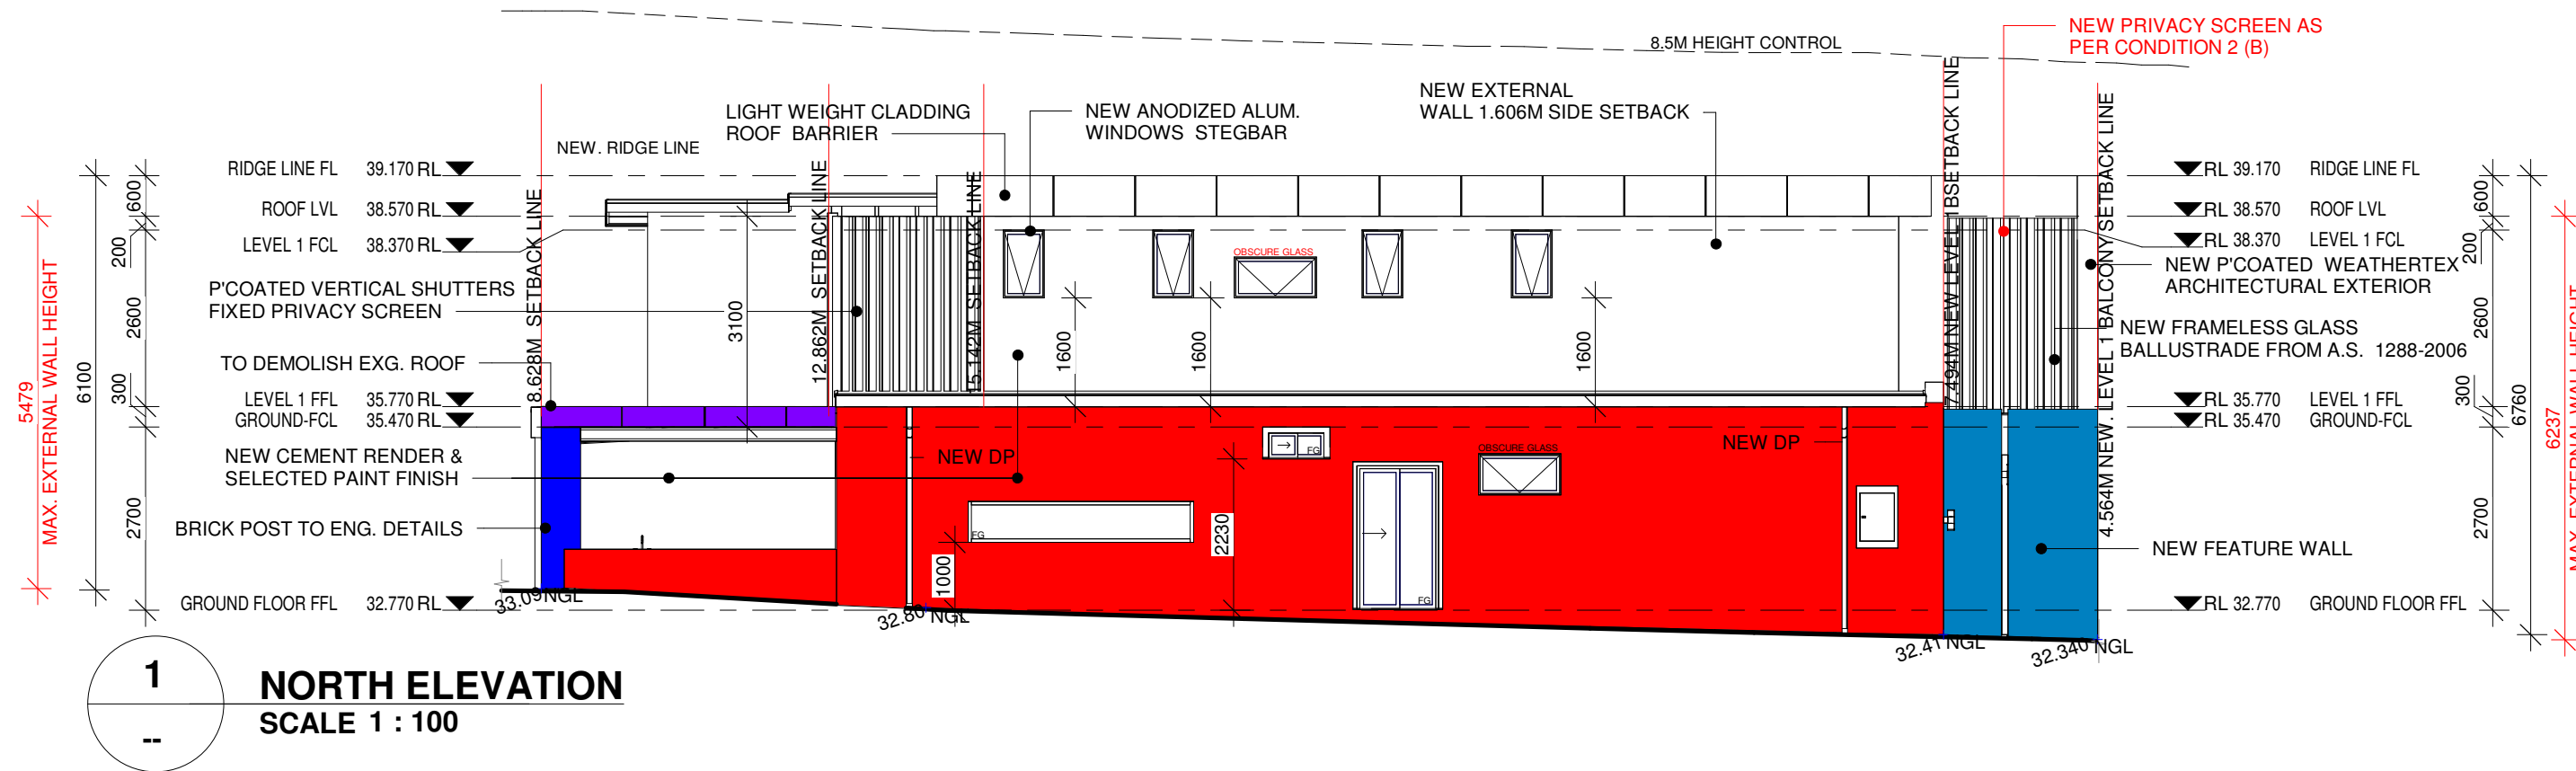 8.5M HEIGHT CONTROL
NEW PRIVACY SCREEN AS
PER CONDITION 2 (B)
LIGHT WEIGHT CLADDING
ROOF BARRIER
NEW ANODIZED ALUM.
WINDOWS STEGBAR
NEW EXTERNAL
WALL 1.606M SIDE SETBACK
NEW. RIDGE LINE
RIDGE LINE FL 39.170 RL
ROOF LVL 38.570 RL
LEVEL 1 FCL 38.370 RL
P'COATED VERTICAL SHUTTERS
FIXED PRIVACY SCREEN
TO DEMOLISH EXG. ROOF
LEVEL 1 FFL 35.770 RL
GROUND-FCL 35.470 RL
NEW CEMENT RENDER &
SELECTED PAINT FINISH
BRICK POST TO ENG. DETAILS
GROUND FLOOR FFL 32.770 RL
5479
MAX. EXTERNAL WALL HEIGHT
6100
600
200
2600
300
2700
8.628M SETBACK LINE
3100
12.862M SETBACK LINE
15.142M SETBACK LINE
OBSCURE GLASS
1600
1600
1600
NEW DP
FG
1000
2230
FG
FG
OBSCURE GLASS
NEW DP
7.494M NEW LEVEL 1 SETBACK LINE
4.564M NEW. LEVEL 1 BALCONY SETBACK LINE
RL 39.170 RIDGE LINE FL
RL 38.570 ROOF LVL
RL 38.370 LEVEL 1 FCL
NEW P'COATED WEATHERTEX
ARCHITECTURAL EXTERIOR
NEW FRAMELESS GLASS
BALLUSTRADE FROM A.S. 1288-2006
RL 35.770 LEVEL 1 FFL
RL 35.470 GROUND-FCL
NEW FEATURE WALL
RL 32.770 GROUND FLOOR FFL
600
200
2600
300
2700
6760
6237
MAX. EXTERNAL WALL HEIGHT
33.09 NGL
32.80 NGL
32.41 NGL
32.340 NGL
1
--
NORTH ELEVATION
SCALE 1 : 100